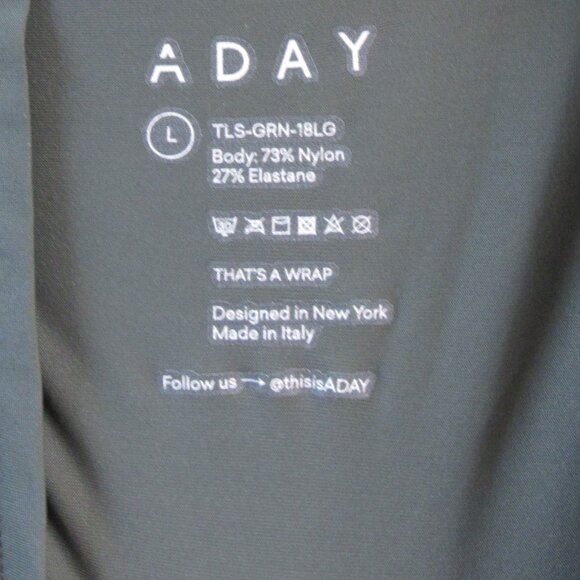 ADAY
L
TLS-GRN-18LG
Body: 73% Nylon
27% Elastane
30
THAT'S A WRAP
Designed in New York
Made in Italy
Follow us → @thisisADAY